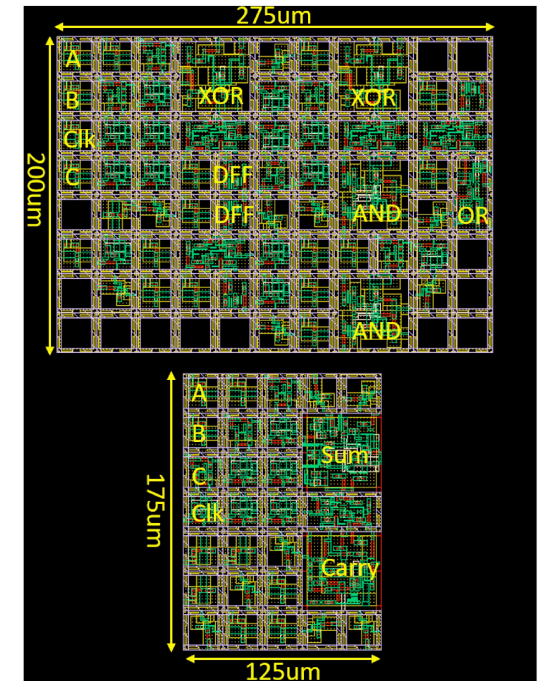 275um
200um
A
XOR
XOR
B
Clk
C
DFF
DFF
AND
OR
AND
175um
A
B
Sum
C
Clk
Carry
125um